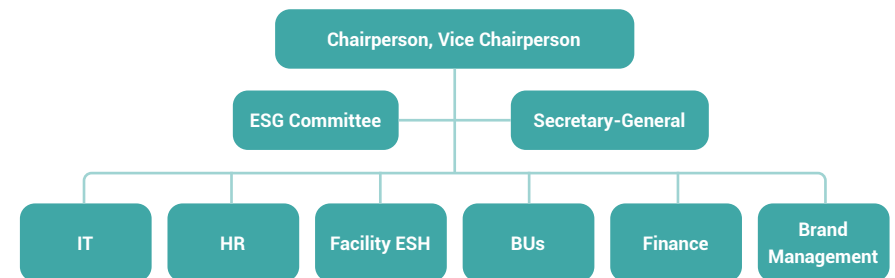 Chairperson, Vice Chairperson
ESG Committee
Secretary-General
IT
HR
Facility ESH
BUs
Finance
Brand
Management